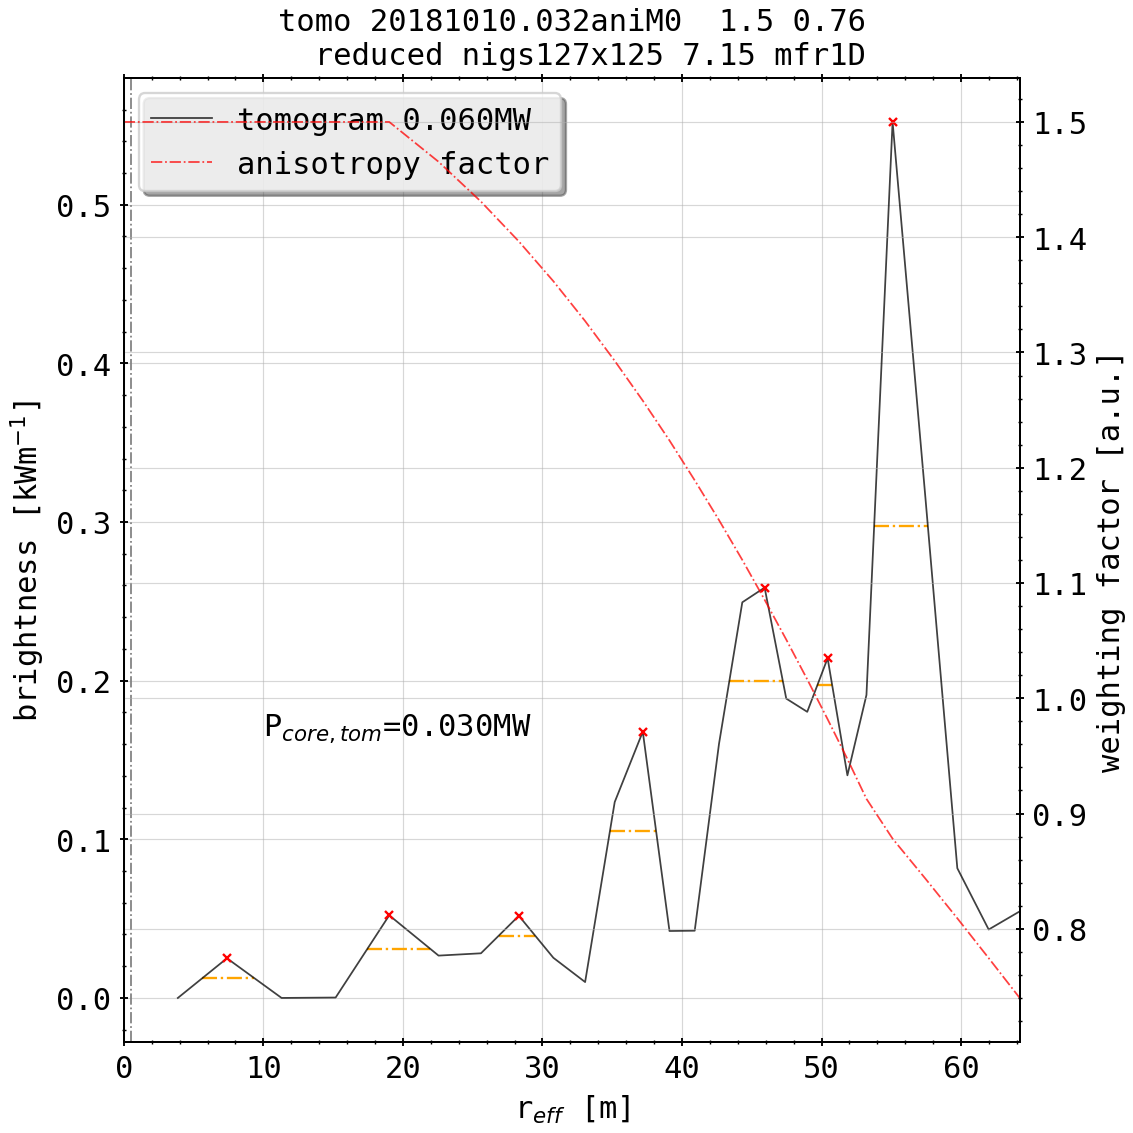 tomo 20181010.032aniM0  1.5 0.76
reduced nigs127x125 7.15 mfr1D
tomogram 0.060MW
anisotropy factor
brightness [kWm⁻¹]
0.5
0.4
0.3
0.2
0.1
0.0
P_core,tom=0.030MW
1.5
1.4
1.3
1.2
1.1
1.0
0.9
0.8
weighting factor [a.u.]
0 10 20 30 40 50 60
r_eff [m]